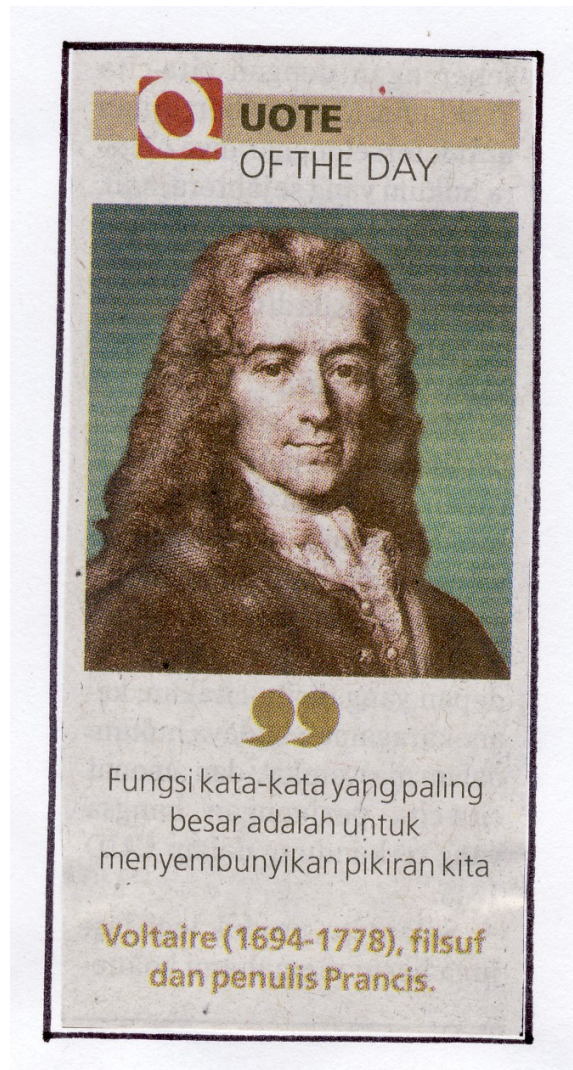 QUOTE
OF THE DAY
”
Fungsi kata-kata yang paling
besar adalah untuk
menyembunyikan pikiran kita
Voltaire (1694-1778), filsuf
dan penulis Prancis.